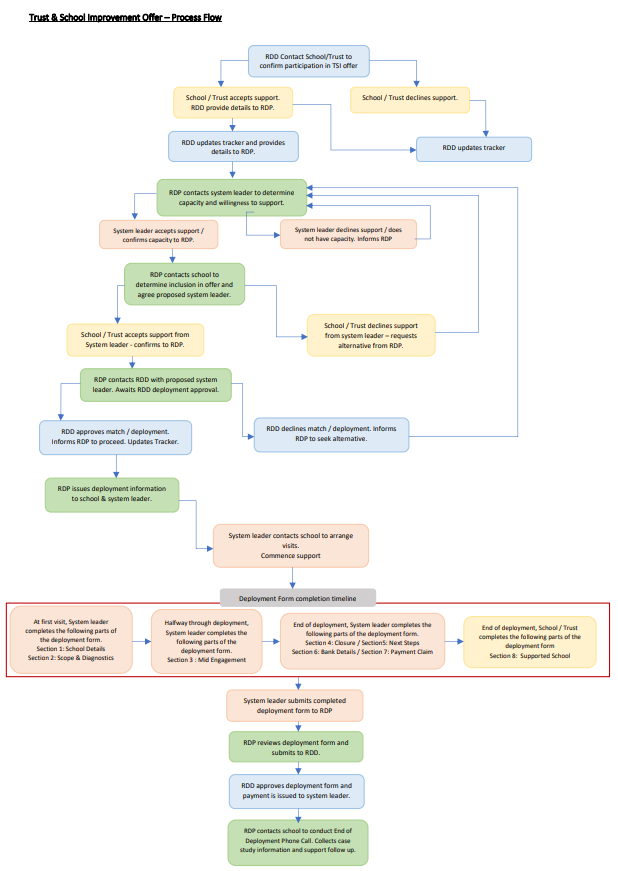 Trust & School Improvement Offer – Process Flow
RDD Contact School/Trust to
confirm participation in TSI offer
School / Trust accepts support.
RDD provide details to RDP.
School / Trust declines support.
RDD updates tracker and provides
details to RDP.
RDD updates tracker
RDP contacts system leader to determine
capacity and willingness to support.
System leader accepts support /
confirms capacity to RDP.
System leader declines support / does
not have capacity. Informs RDP
RDP contacts school to
determine inclusion in offer and
agree proposed system leader.
School / Trust accepts support from
System leader - confirms to RDP.
School / Trust declines support
from system leader – requests
alternative from RDP.
RDP contacts RDD with proposed system
leader. Awaits RDD deployment approval.
RDD approves match / deployment.
Informs RDP to proceed. Updates Tracker.
RDD declines match / deployment. Informs
RDP to seek alternative.
RDP issues deployment information
to school & system leader.
System leader contacts school to arrange
visits.
Commence support
Deployment Form completion timeline
At first visit, System leader
completes the following parts of
the deployment form.
Section 1: School Details
Section 2: Scope & Diagnostics
Halfway through deployment,
System leader completes the
following parts of the
deployment form.
Section 3 : Mid Engagement
End of deployment, System leader completes the
following parts of the deployment form.
Section 4: Closure / Section5: Next Steps
Section 6: Bank Details / Section 7: Payment Claim
End of deployment, School / Trust
completes the following parts of the
deployment form
Section 8: Supported School
System leader submits completed
deployment form to RDP
RDP reviews deployment form and
submits to RDD.
RDD approves deployment form and
payment is issued to system leader.
RDP contacts school to conduct End of
Deployment Phone Call. Collects case
study information and support follow up.